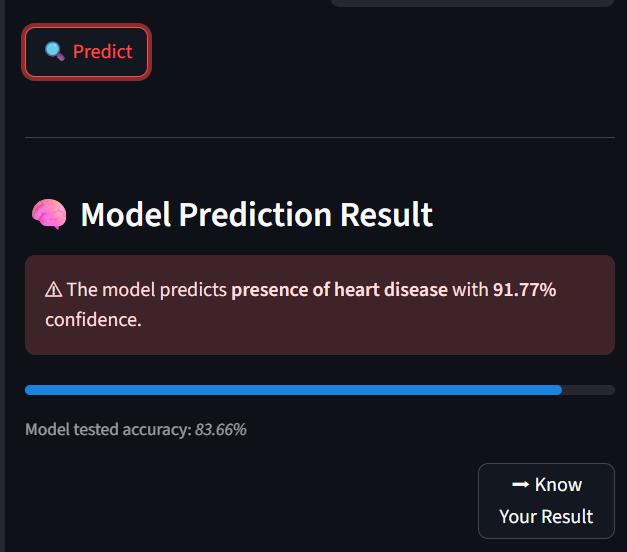 🔍 Predict
🧠 Model Prediction Result
⚠ The model predicts presence of heart disease with 91.77%
confidence.
Model tested accuracy: 83.66%
➞ Know
Your Result